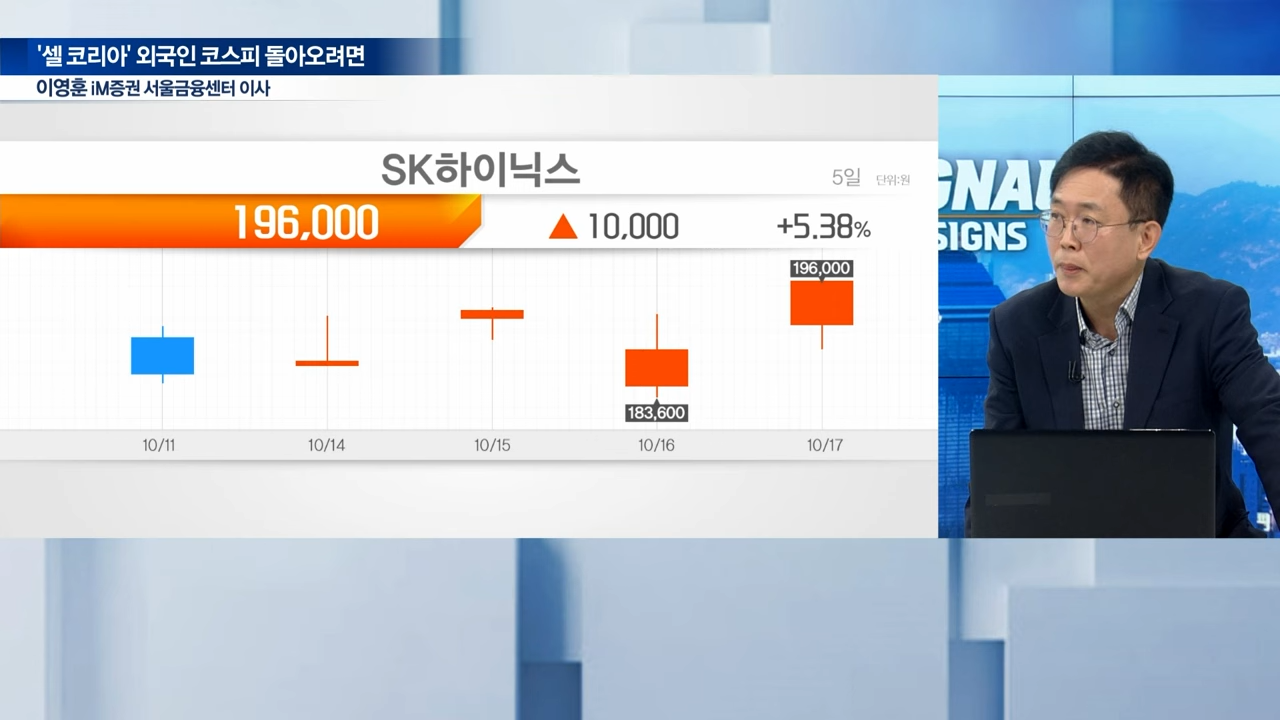 '셀 코리아' 외국인 코스피 돌아오려면
이영훈 iM증권 서울금융센터 이사
SK하이닉스
5일 단위:원
196,000 ▲ 10,000 +5.38%
196,000
183,600
10/11 10/14 10/15 10/16 10/17
GNAL
SIGNS